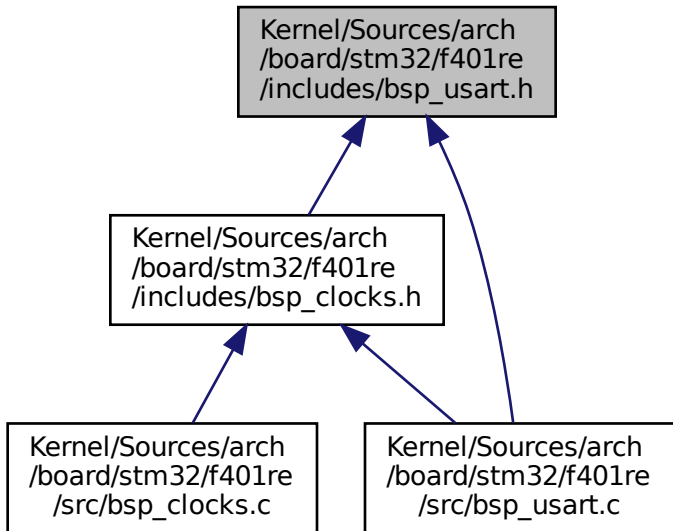 Kernel/Sources/arch
/board/stm32/f401re
/includes/bsp_usart.h
Kernel/Sources/arch
/board/stm32/f401re
/includes/bsp_clocks.h
Kernel/Sources/arch
/board/stm32/f401re
/src/bsp_clocks.c
Kernel/Sources/arch
/board/stm32/f401re
/src/bsp_usart.c